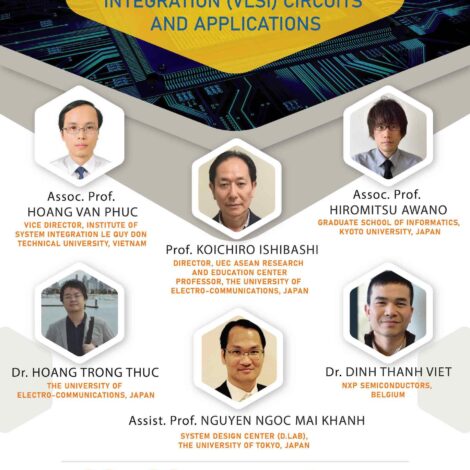 INTEGRATION (VLSI) CIRCUITS
AND APPLICATIONS
Assoc. Prof.
HOANG VAN PHUC
VICE DIRECTOR, INSTITUTE OF
SYSTEM INTEGRATION LE QUY DON
TECHNICAL UNIVERSITY, VIETNAM
Assoc. Prof.
HIROMITSU AWANO
GRADUATE SCHOOL OF INFORMATICS,
KYOTO UNIVERSITY, JAPAN
Prof. KOICHIRO ISHIBASHI
DIRECTOR, UEC ASEAN RESEARCH
AND EDUCATION CENTER
PROFESSOR, THE UNIVERSITY OF
ELECTRO-COMMUNICATIONS, JAPAN
Dr. HOANG TRONG THUC
THE UNIVERSITY OF
ELECTRO-COMMUNICATIONS, JAPAN
Dr. DINH THANH VIET
NXP SEMICONDUCTORS,
BELGIUM
Assist. Prof. NGUYEN NGOC MAI KHANH
SYSTEM DESIGN CENTER (D.LAB),
THE UNIVERSITY OF TOKYO, JAPAN